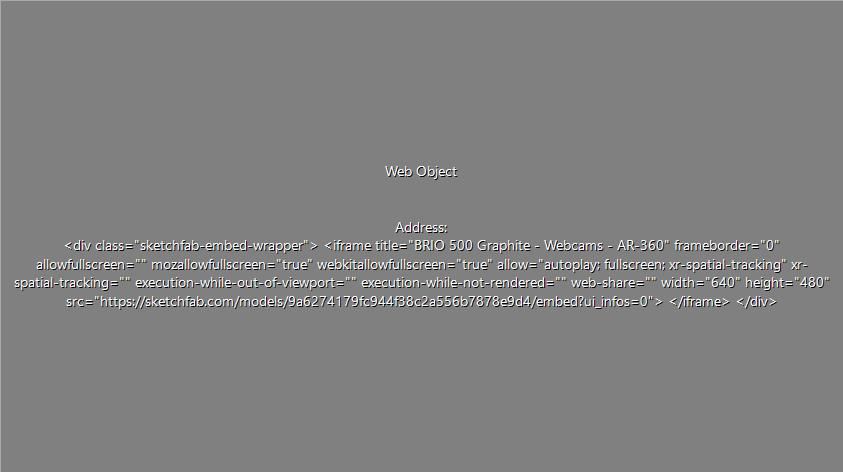 Web Object
Address:
<div class="sketchfab-embed-wrapper"> <iframe title="BRIO 500 Graphite - Webcams - AR-360" frameborder="0"
allowfullscreen="" mozallowfullscreen="true" webkitallowfullscreen="true" allow="autoplay; fullscreen; xr-spatial-tracking" xr-
spatial-tracking="" execution-while-out-of-viewport="" execution-while-not-rendered="" web-share="" width="640" height="480"
src="https://sketchfab.com/models/9a6274179fc944f38c2a556b7878e9d4/embed?ui_infos=0"> </iframe> </div>